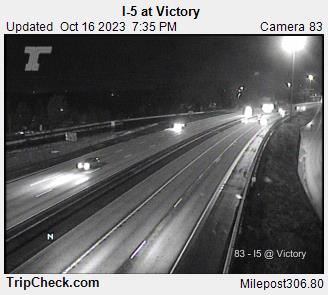 I-5 at Victory
Updated Oct 16 2023 7:35 PM Camera 83
T
N
83 - I5 @ Victory
TripCheck.com Milepost306.80